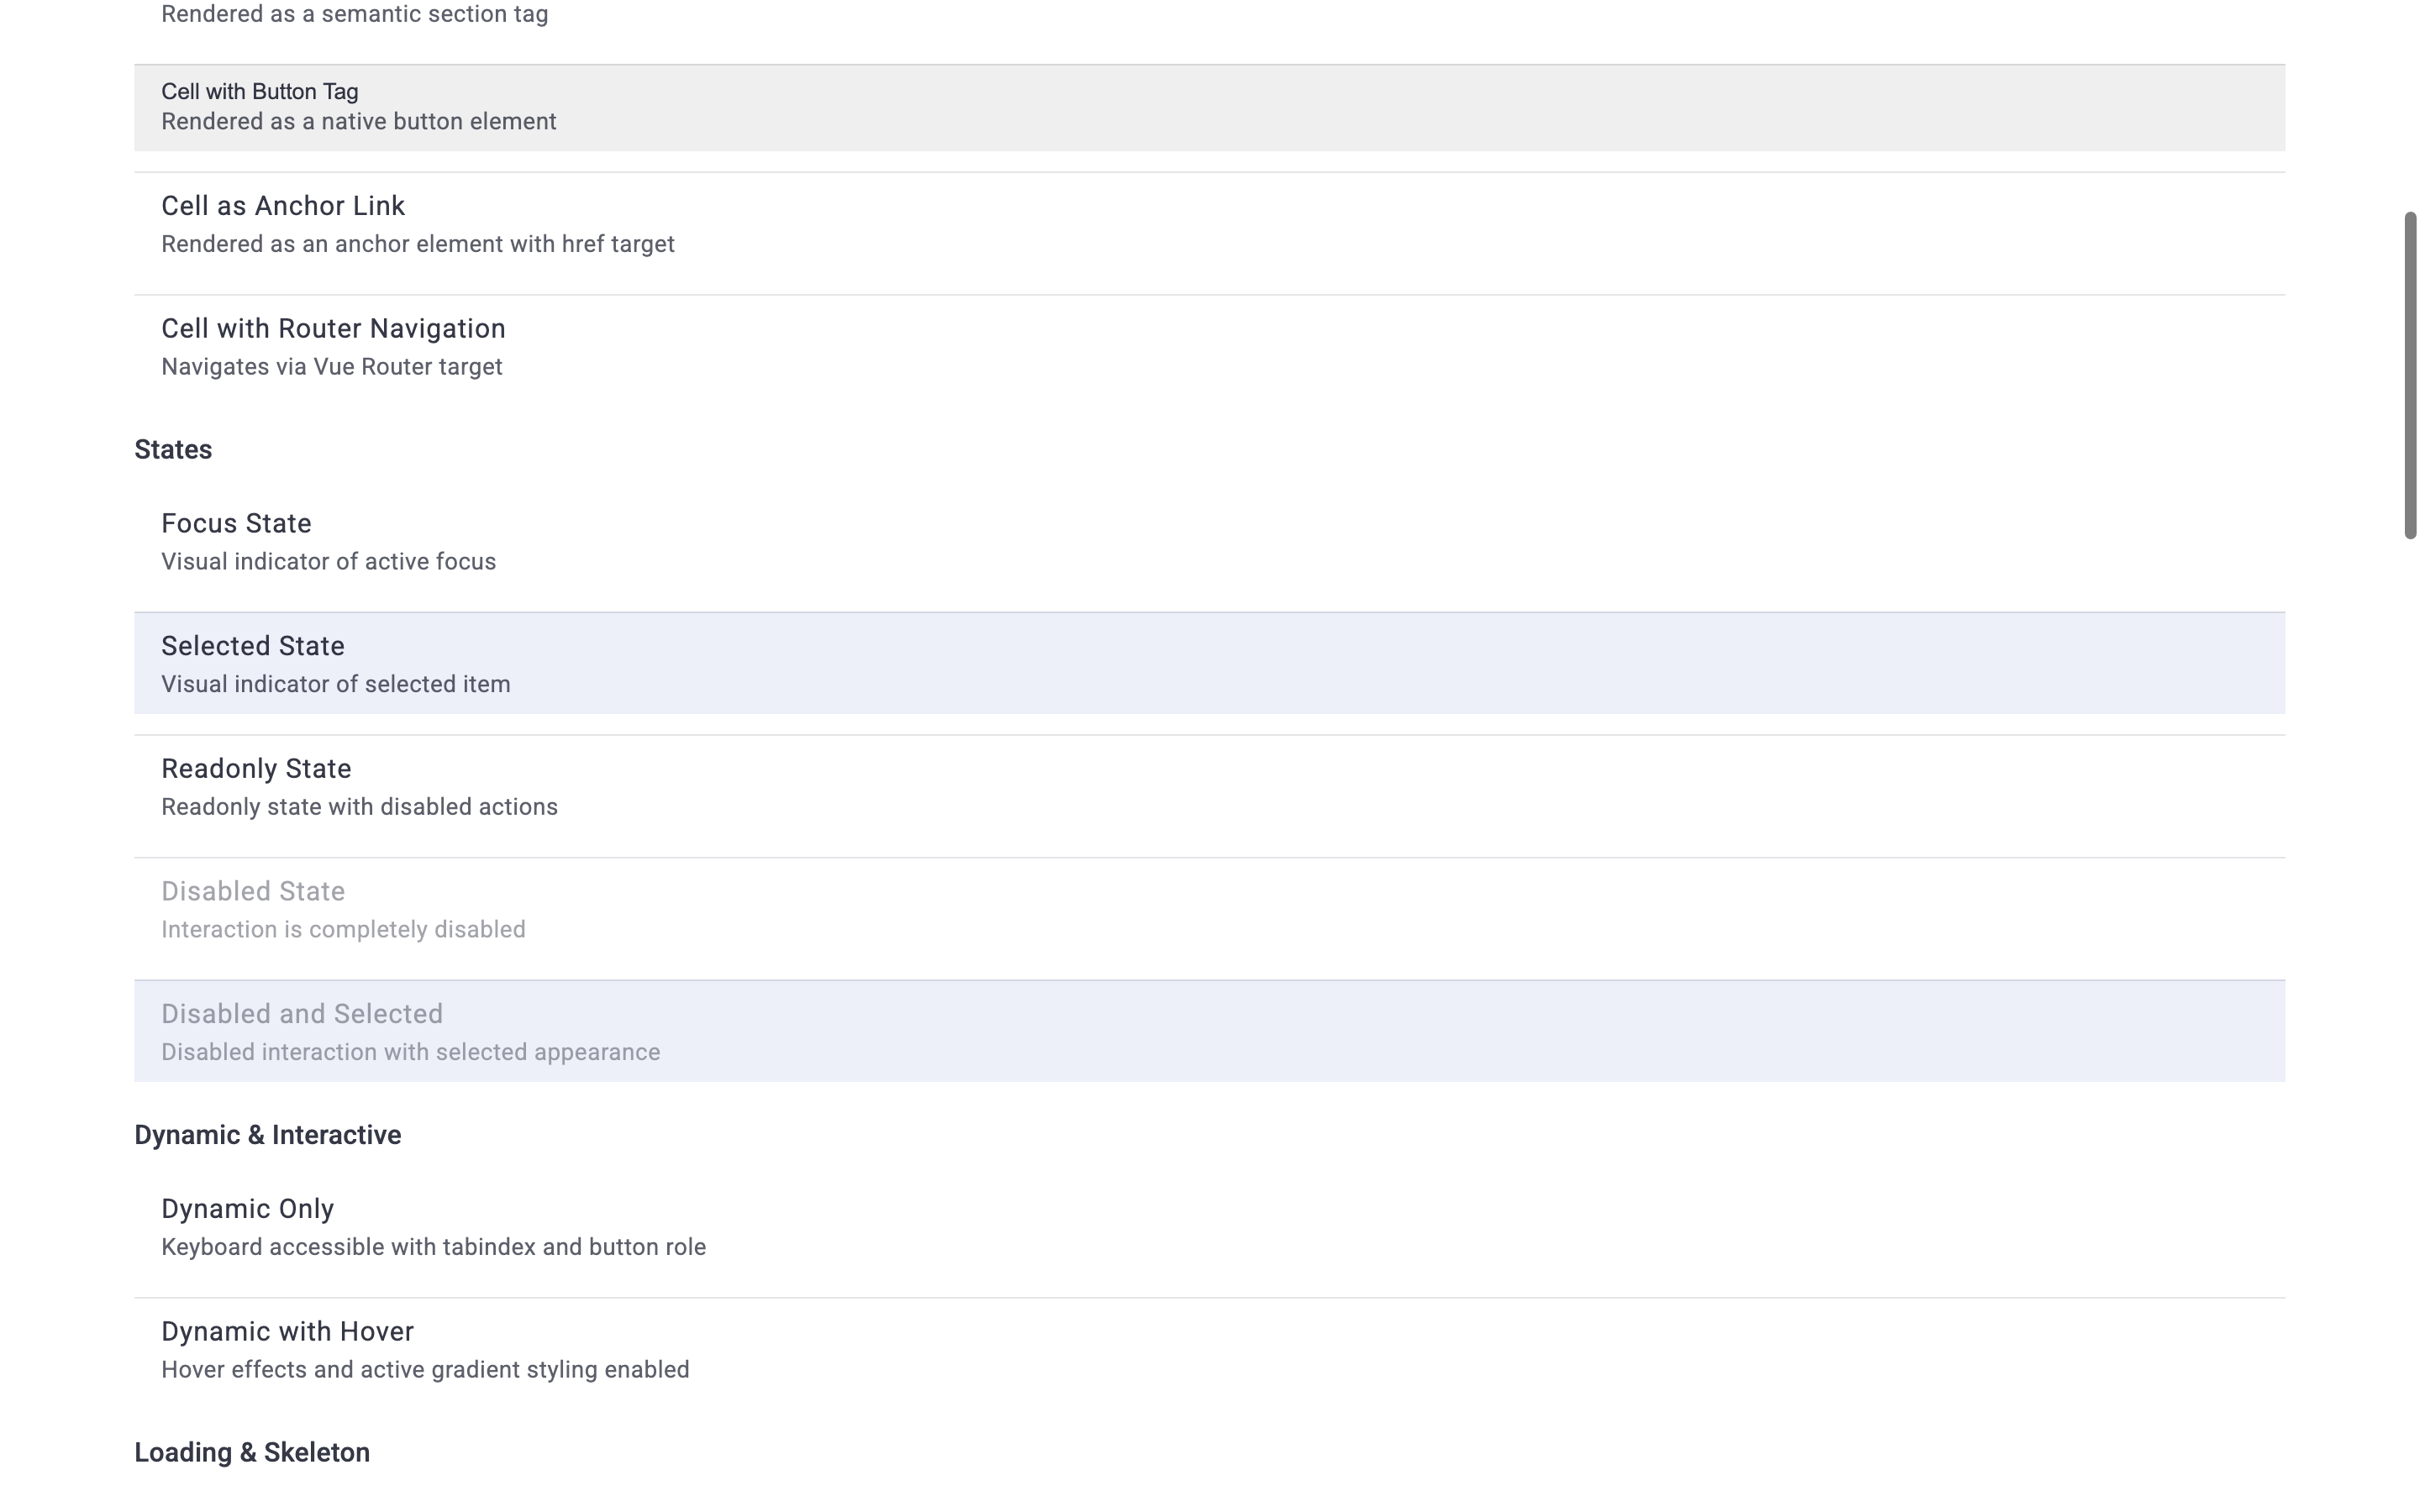 Rendered as a semantic section tag
Cell with Button Tag
Rendered as a native button element
Cell as Anchor Link
Rendered as an anchor element with href target
Cell with Router Navigation
Navigates via Vue Router target
States
Focus State
Visual indicator of active focus
Selected State
Visual indicator of selected item
Readonly State
Readonly state with disabled actions
Disabled State
Interaction is completely disabled
Disabled and Selected
Disabled interaction with selected appearance
Dynamic & Interactive
Dynamic Only
Keyboard accessible with tabindex and button role
Dynamic with Hover
Hover effects and active gradient styling enabled
Loading & Skeleton